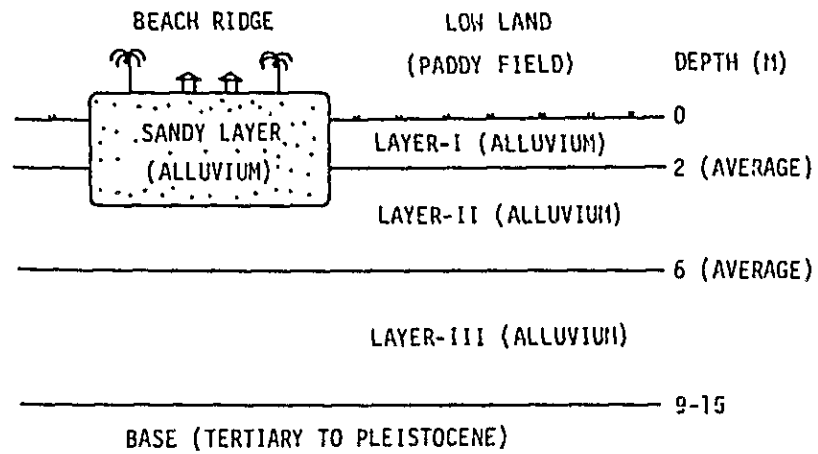 BEACH RIDGE
LOW LAND
(PADDY FIELD)
DEPTH (M)
0
SANDY LAYER
(ALLUVIUM)
LAYER-I (ALLUVIUM)
2 (AVERAGE)
LAYER-II (ALLUVIUM)
6 (AVERAGE)
LAYER-III (ALLUVIUM)
9-15
BASE (TERTIARY TO PLEISTOCENE)